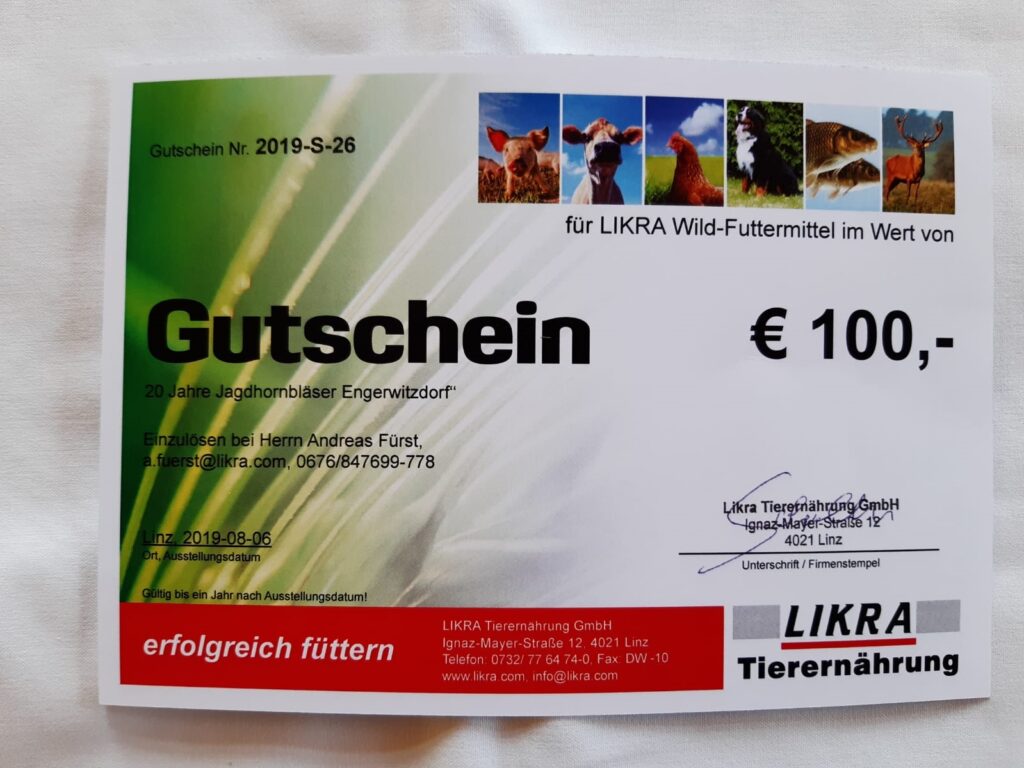 Gutschein Nr. 2019-S-26
für LIKRA Wild-Futtermittel im Wert von
Gutschein
€ 100,-
20 Jahre Jagdhornbläser Engerwitzdorf“
Einzulösen bei Herrn Andreas Fürst,
a.fuerst@likra.com, 0676/847699-778
Likra Tierernährung GmbH
Ignaz-Mayer-Straße 12
4021 Linz
Unterschrift / Firmenstempel
Linz, 2019-08-06
Ort, Ausstellungsdatum
Gültig bis ein Jahr nach Ausstellungsdatum!
erfolgreich füttern
LIKRA Tierernährung GmbH
Ignaz-Mayer-Straße 12, 4021 Linz
Telefon: 0732/ 77 64 74-0, Fax: DW -10
www.likra.com, info@likra.com
LIKRA
Tierernährung